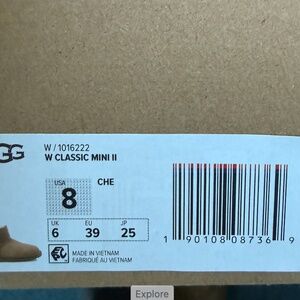 GG
W / 1016222
W CLASSIC MINI II
USA
8
CHE
UK EU JP
6 39 25
1 90108 08736 9
MADE IN VIETNAM
FABRIQUÉ AU VIETNAM
Explore